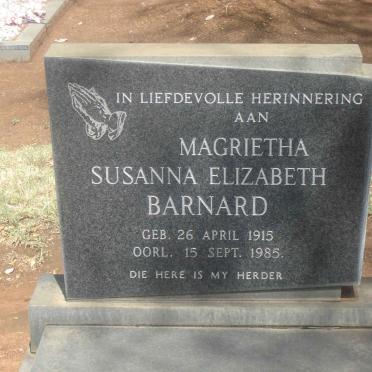 IN LIEFDEVOLLE HERINNERING
AAN
MAGRIETHA
SUSANNA ELIZABETH
BARNARD
GEB. 26 APRIL 1915
OORL. 15 SEPT. 1985.
DIE HERE IS MY HERDER